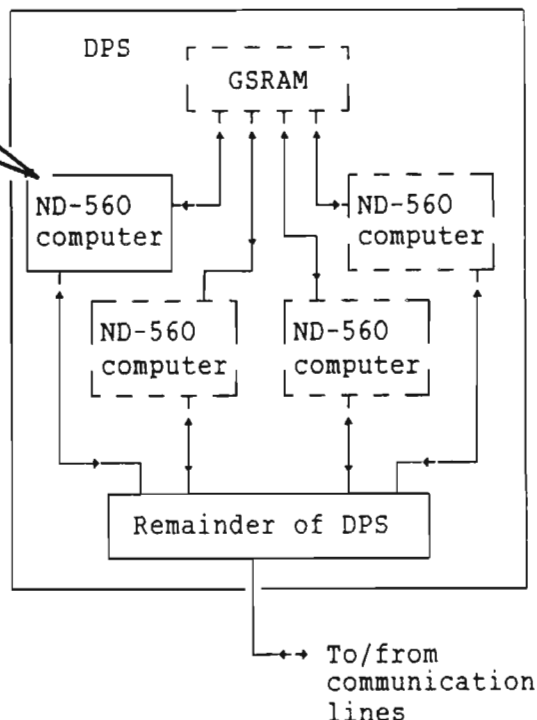 DPS
GSRAM
ND-560
computer
ND-560
computer
ND-560
computer
ND-560
computer
Remainder of DPS
To/from
communication
lines